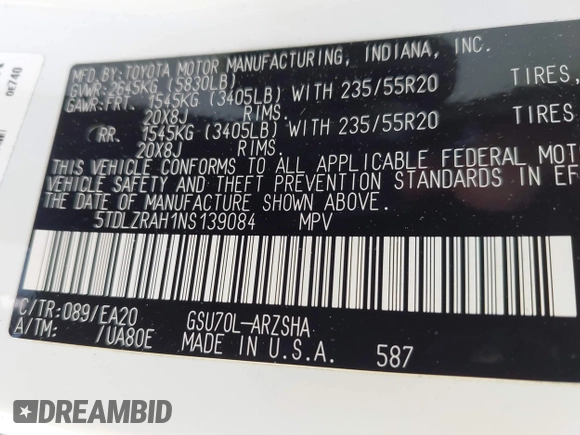 MFD. BY:TOYOTA MOTOR MANUFACTURING, INDIANA, INC.
GVWR:2645KG (5830LB)
GAWR:FRT. 1545KG (3405LB) WITH 235/55R20 TIRES,
20X8J RIMS.
RR. 1545KG (3405LB) WITH 235/55R20 TIRES,
20X8J RIMS.
THIS VEHICLE CONFORMS TO ALL APPLICABLE FEDERAL MOT
VEHICLE SAFETY AND THEFT PREVENTION STANDARDS IN EF
THE DATE OF MANUFACTURE SHOWN ABOVE.
5TDLZRAH1NS139084 MPV
C/TR:089/EA20 GSU70L-ARZSHA
A/TM: /UA80E MADE IN U.S.A. 587
DREAMBID